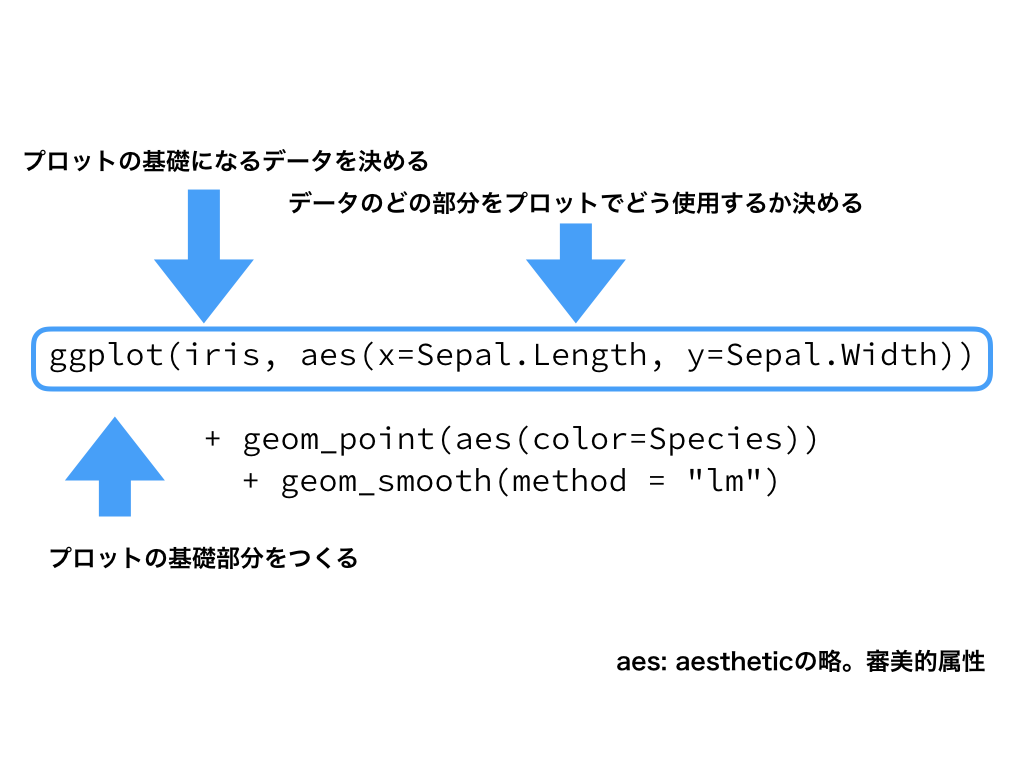 プロットの基礎になるデータを決める
データのどの部分をプロットでどう使用するか決める
ggplot(iris, aes(x=Sepal.Length, y=Sepal.Width))
+ geom_point(aes(color=Species))
+ geom_smooth(method = "lm")
プロットの基礎部分をつくる
aes: aestheticの略。審美的属性